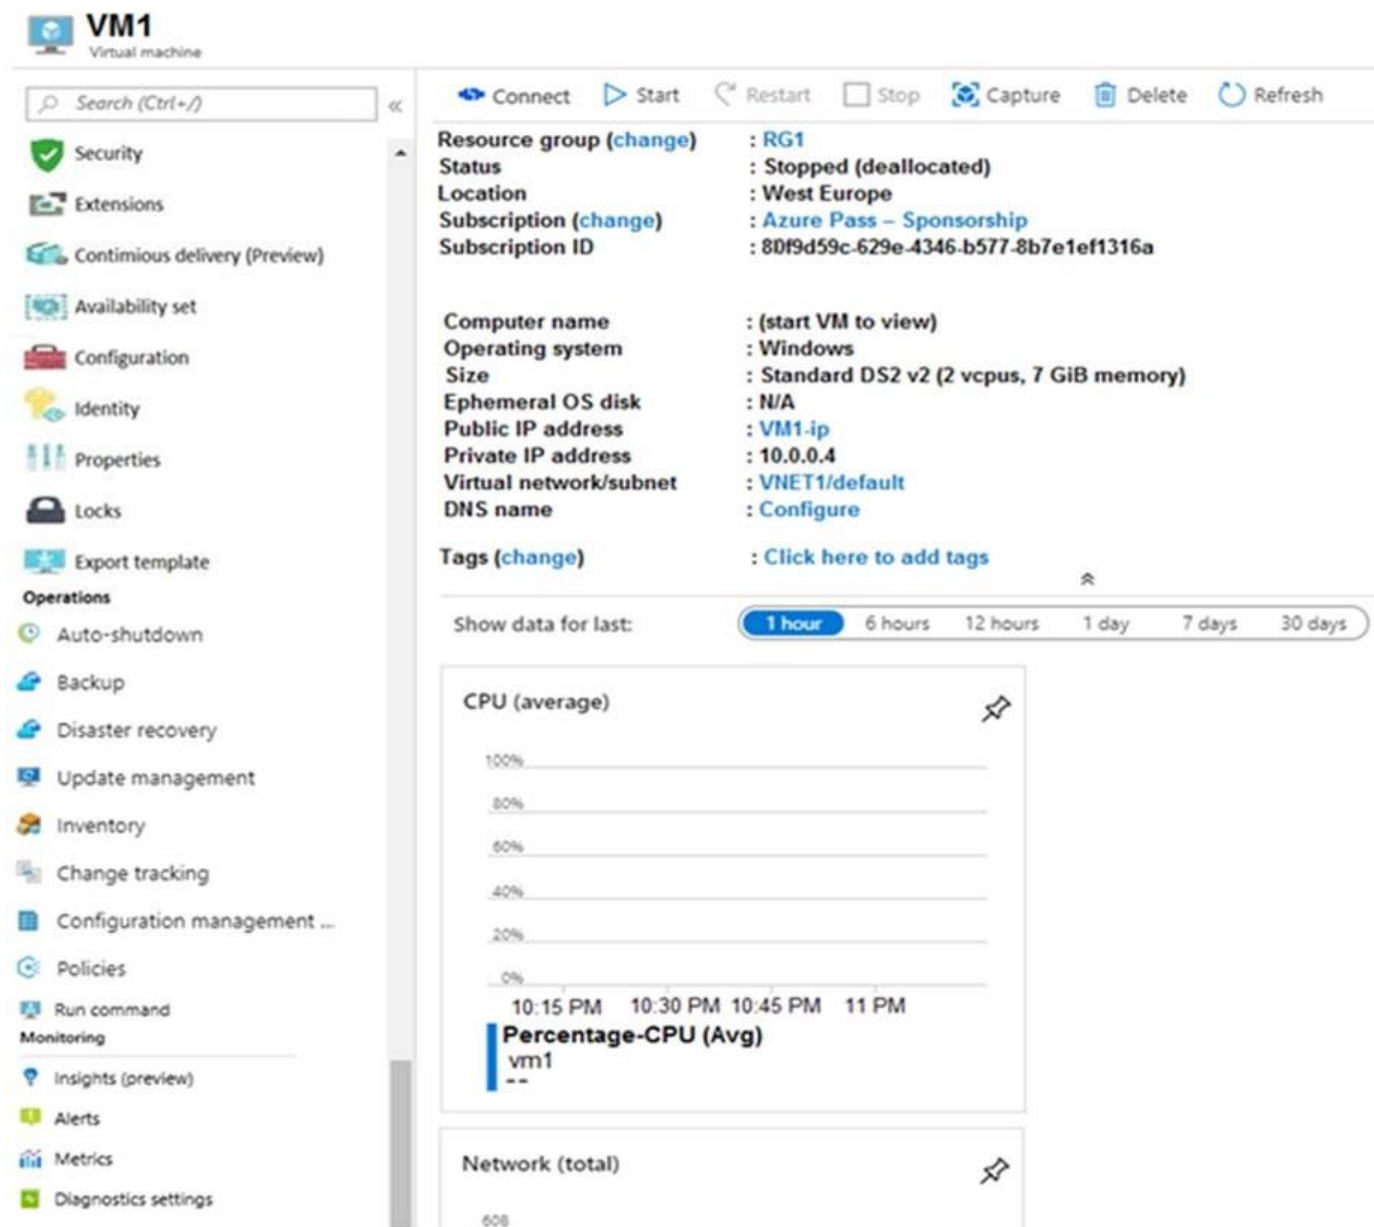 VM1
Virtual machine
Search (Ctrl+/)
«
Security
Extensions
Contimious delivery (Preview)
Availability set
Configuration
Identity
Properties
Locks
Export template
Operations
Auto-shutdown
Backup
Disaster recovery
Update management
Inventory
Change tracking
Configuration management ...
Policies
Run command
Monitoring
Insights (preview)
Alerts
Metrics
Diagnostics settings
Connect Start Restart Stop Capture Delete Refresh
Resource group (change) : RG1
Status : Stopped (deallocated)
Location : West Europe
Subscription (change) : Azure Pass – Sponsorship
Subscription ID : 80f9d59c-629e-4346-b577-8b7e1ef1316a
Computer name : (start VM to view)
Operating system : Windows
Size : Standard DS2 v2 (2 vcpus, 7 GiB memory)
Ephemeral OS disk : N/A
Public IP address : VM1-ip
Private IP address : 10.0.0.4
Virtual network/subnet : VNET1/default
DNS name : Configure
Tags (change) : Click here to add tags
Show data for last: 1 hour 6 hours 12 hours 1 day 7 days 30 days
CPU (average)
100%
80%
60%
40%
20%
0%
10:15 PM 10:30 PM 10:45 PM 11 PM
Percentage-CPU (Avg)
vm1
--
Network (total)
60B